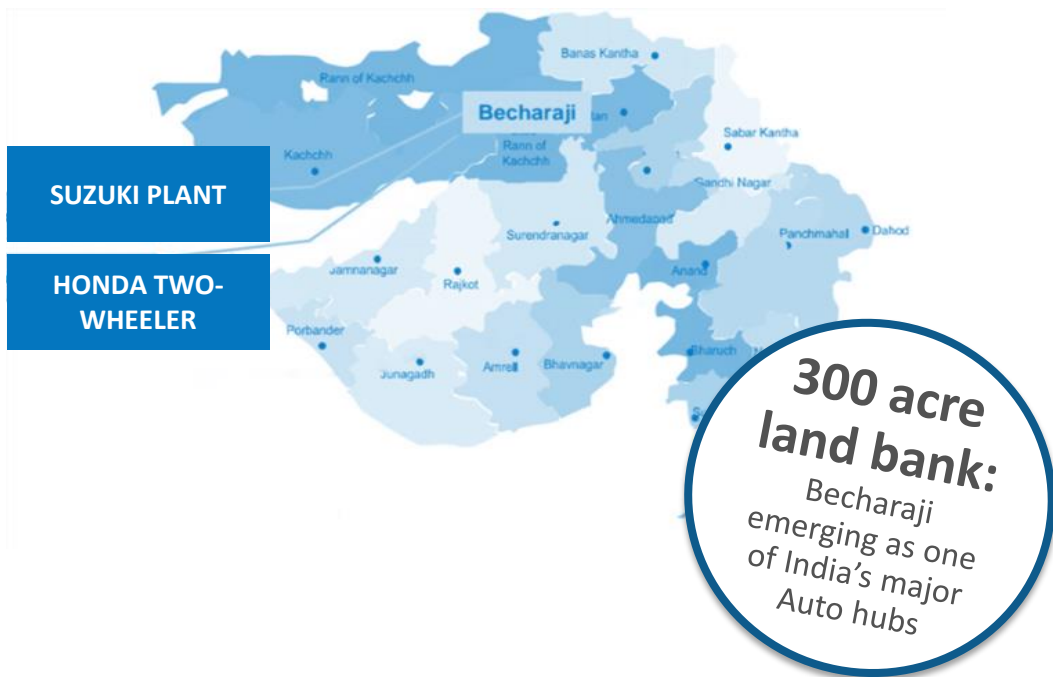 Banas Kantha
Rann of Kachchh
Becharaji
Sabar Kantha
Rann of
Kachchh
Kachchh
Gandhi Nagar
SUZUKI PLANT
Ahmedabad
Surendranagar
Panchmahal
Dahod
Anand
Jamnanagar
Rajkot
HONDA TWO-
WHEELER
Porbander
Junagadh
Amreli
Bhavnagar
Bharuch
300 acre
land bank:
Becharaji
emerging as one
of India's major
Auto hubs